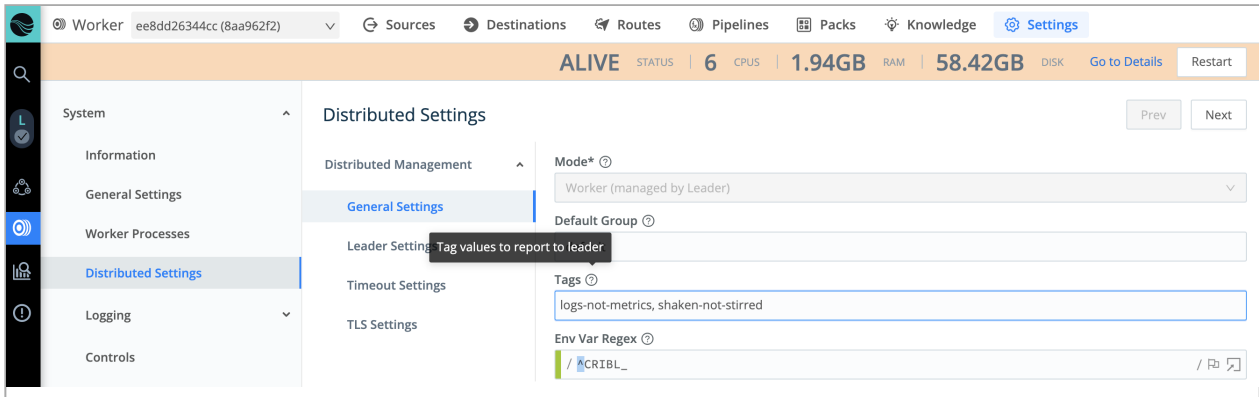 Worker ee8dd26344cc (8aa962f2) Sources Destinations Routes Pipelines Packs Knowledge Settings
ALIVE STATUS 6 CPUS 1.94GB RAM 58.42GB DISK Go to Details Restart
L
System
Information
General Settings
Worker Processes
Distributed Settings
Logging
Controls
Distributed Settings
Prev Next
Distributed Management
General Settings
Leader Settings
Timeout Settings
TLS Settings
Mode*
Worker (managed by Leader)
Default Group
Tag values to report to leader
Tags
logs-not-metrics, shaken-not-stirred
Env Var Regex
/ ^CRIBL_ /